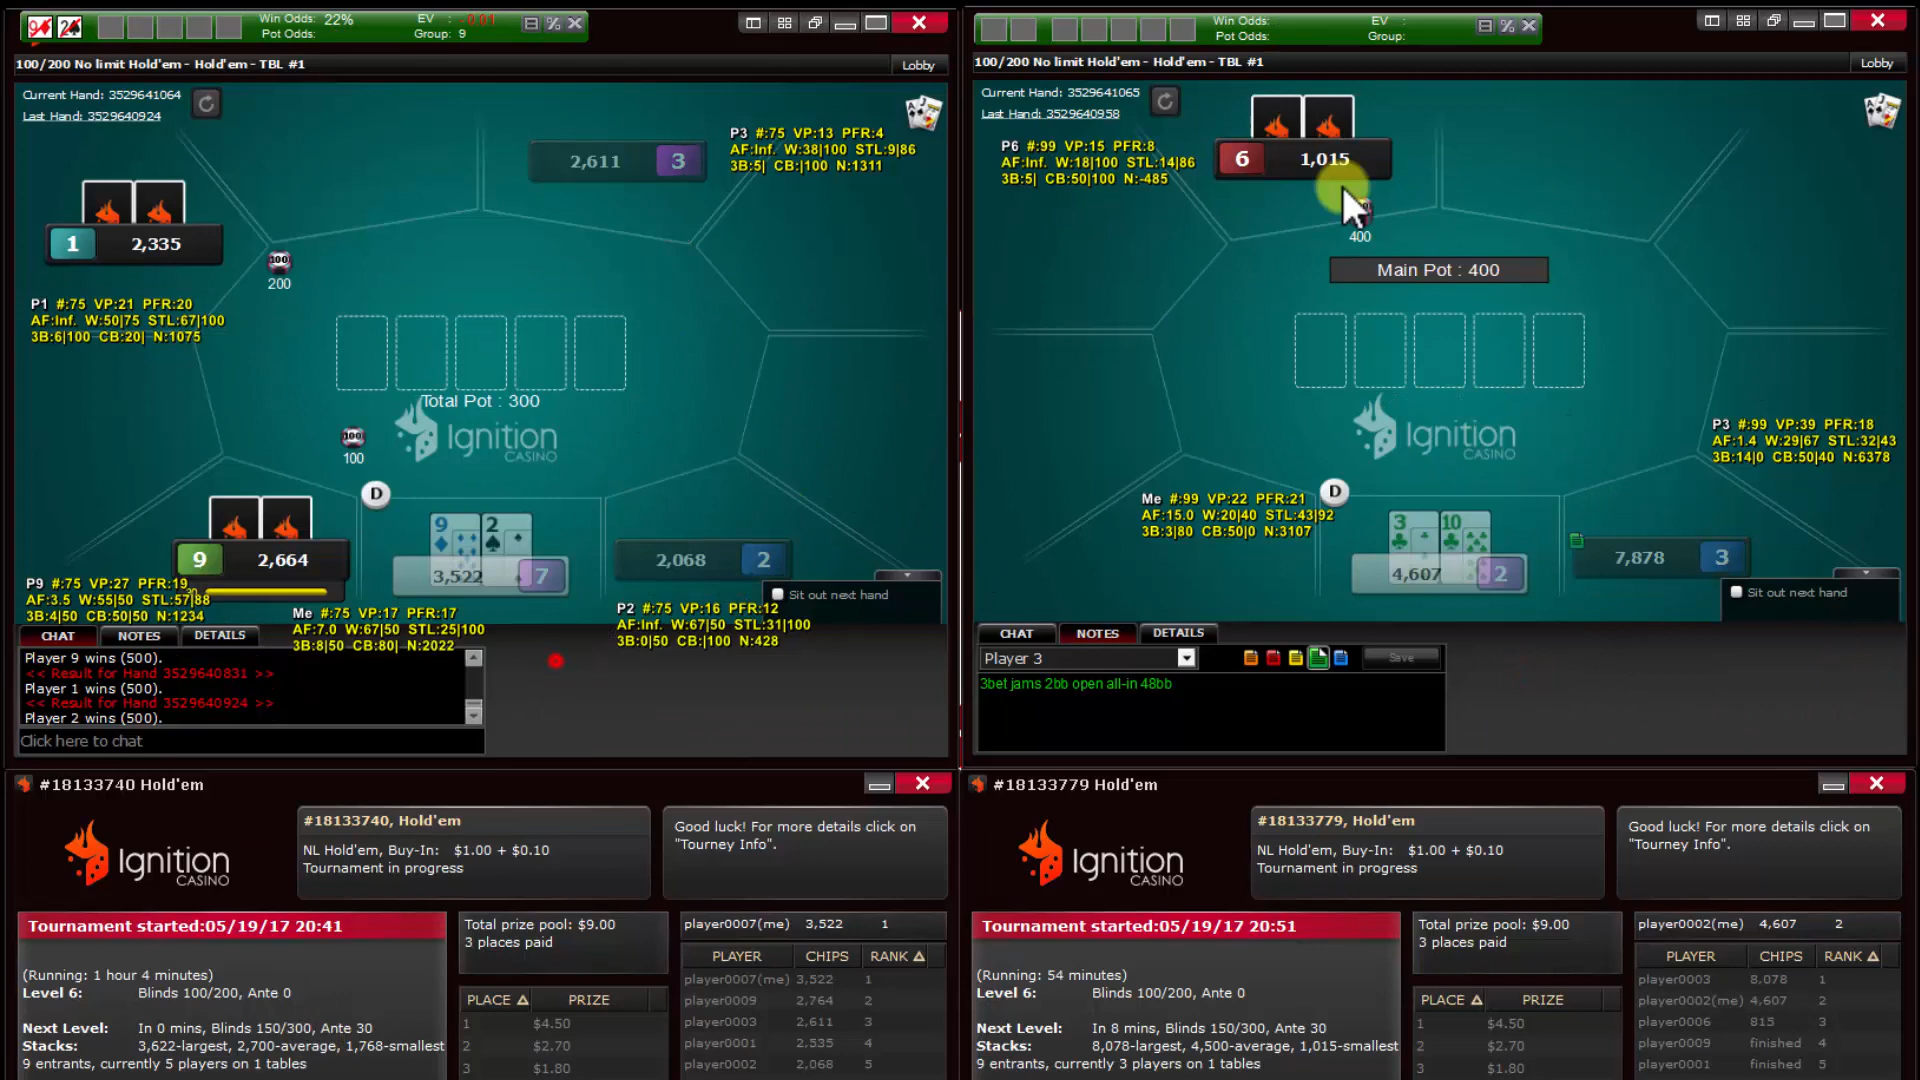 Win Odds: 22%
Pot Odds:
EV : -0.01
Group: 9
100/200 No limit Hold'em - Hold'em - TBL #1
Lobby
Current Hand: 3529641064
Last Hand: 3529640924
2,611 3
P3 #:75 VP:13 PFR:4
AF:Inf. W:38|100 STL:9|86
3B:5| CB:|100 N:1311
1 2,335
100
200
P1 #:75 VP:21 PFR:20
AF:Inf. W:50|75 STL:67|100
3B:6|100 CB:20| N:1075
Total Pot : 300
Ignition
CASINO
100
100
D
9 2
9 2,664
3,522 7
2,068 2
Sit out next hand
P9 #:75 VP:27 PFR:19
AF:3.5 W:55|50 STL:57|88
3B:4|50 CB:50|50 N:1234
Me #:75 VP:17 PFR:17
AF:7.0 W:67|50 STL:25|100
3B:8|50 CB:80| N:2022
P2 #:75 VP:16 PFR:12
AF:Inf. W:67|50 STL:31|100
3B:0|50 CB:|100 N:428
CHAT NOTES DETAILS
Player 9 wins (500).
<< Result for Hand 3529640831 >>
Player 1 wins (500).
<< Result for Hand 3529640924 >>
Player 2 wins (500).
Click here to chat
Win Odds:
Pot Odds:
EV :
Group:
100/200 No limit Hold'em - Hold'em - TBL #1
Lobby
Current Hand: 3529641065
Last Hand: 3529640958
P6 #:99 VP:15 PFR:8
AF:Inf. W:18|100 STL:14|86
3B:5| CB:50|100 N:-485
6 1,015
400
Main Pot : 400
Ignition
CASINO
P3 #:99 VP:39 PFR:18
AF:1.4 W:29|67 STL:32|43
3B:14|0 CB:50|40 N:6378
Me #:99 VP:22 PFR:21
AF:15.0 W:20|40 STL:43|92
3B:3|80 CB:50|0 N:3107
D
3 10
4,607 2
7,878 3
Sit out next hand
CHAT NOTES DETAILS
Player 3
Save
3bet jams 2bb open all-in 48bb
#18133740 Hold'em
Ignition
CASINO
#18133740, Hold'em
NL Hold'em, Buy-In: $1.00 + $0.10
Tournament in progress
Good luck! For more details click on
"Tourney Info".
Tournament started:05/19/17 20:41
(Running: 1 hour 4 minutes)
Level 6: Blinds 100/200, Ante 0
Next Level: In 0 mins, Blinds 150/300, Ante 30
Stacks: 3,622-largest, 2,700-average, 1,768-smallest
9 entrants, currently 5 players on 1 tables
Total prize pool: $9.00
3 places paid
PLACE PRIZE
1 $4.50
2 $2.70
3 $1.80
player0007(me) 3,522 1
PLAYER CHIPS RANK
player0007(me) 3,522 1
player0009 2,764 2
player0003 2,611 3
player0001 2,535 4
player0002 2,068 5
#18133779 Hold'em
Ignition
CASINO
#18133779, Hold'em
NL Hold'em, Buy-In: $1.00 + $0.10
Tournament in progress
Good luck! For more details click on
"Tourney Info".
Tournament started:05/19/17 20:51
(Running: 54 minutes)
Level 6: Blinds 100/200, Ante 0
Next Level: In 8 mins, Blinds 150/300, Ante 30
Stacks: 8,078-largest, 4,500-average, 1,015-smallest
9 entrants, currently 3 players on 1 tables
Total prize pool: $9.00
3 places paid
PLACE PRIZE
1 $4.50
2 $2.70
3 $1.80
player0002(me) 4,607 2
PLAYER CHIPS RANK
player0003 8,078 1
player0002(me) 4,607 2
player0006 815 3
player0009 finished 4
player0001 finished 5